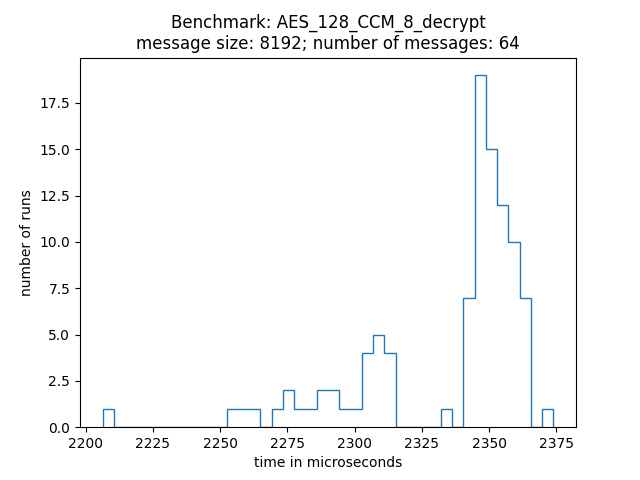 Benchmark: AES_128_CCM_8_decrypt
message size: 8192; number of messages: 64
17.5
15.0
12.5
10.0
7.5
5.0
2.5
0.0
number of runs
2200 2225 2250 2275 2300 2325 2350 2375
time in microseconds